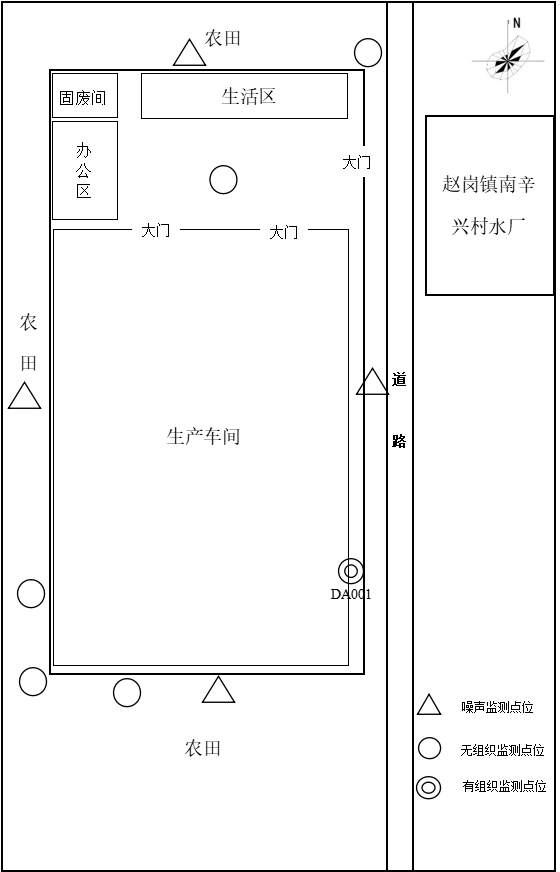 农田
N
固废间
生活区
办公区
大门
赵岗镇南辛
兴村水厂
大门
大门
农田
道路
生产车间
DA001
噪声监测点位
农田
无组织监测点位
有组织监测点位